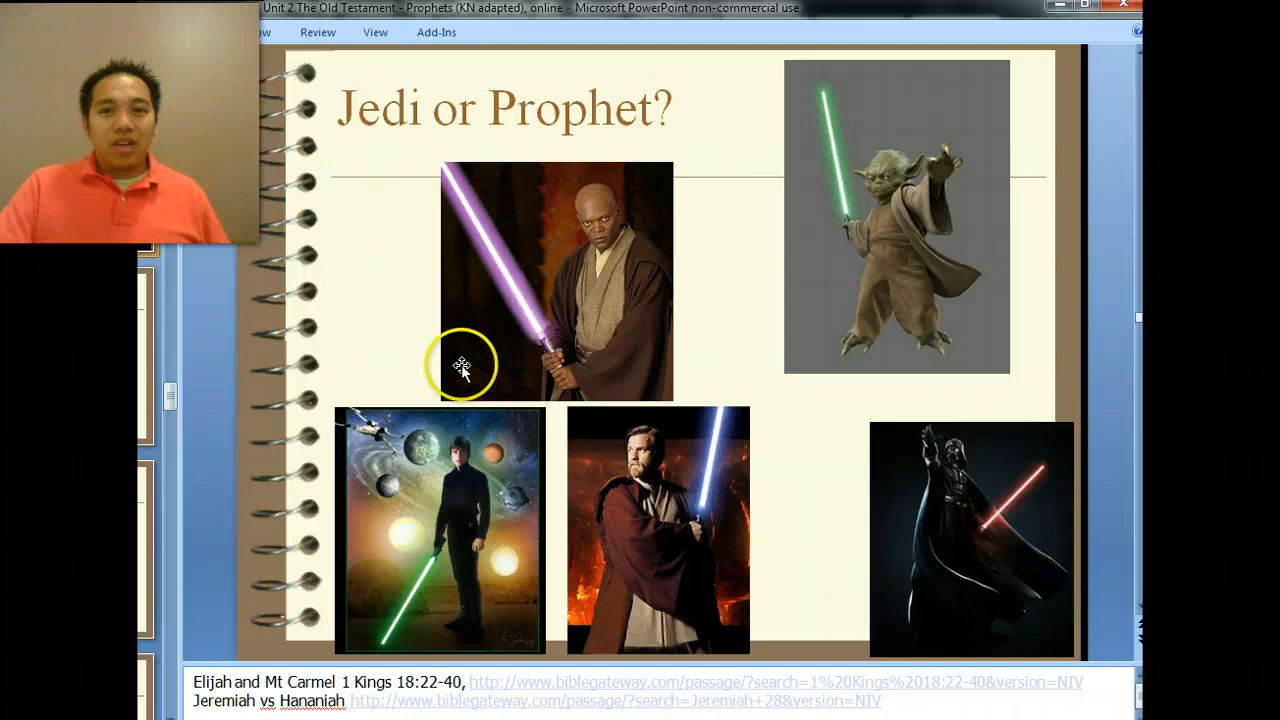 Unit 2 The Old Testament - Prophets (KN adapted), online - Microsoft PowerPoint non-commercial use
Review View Add-Ins
Jedi or Prophet?
Elijah and Mt Carmel 1 Kings 18:22-40, http://www.biblegateway.com/passage/?search=1%20Kings%2018:22-40&version=NIV
Jeremiah vs Hananiah http://www.biblegateway.com/passage/?search=Jeremiah+28&version=NIV